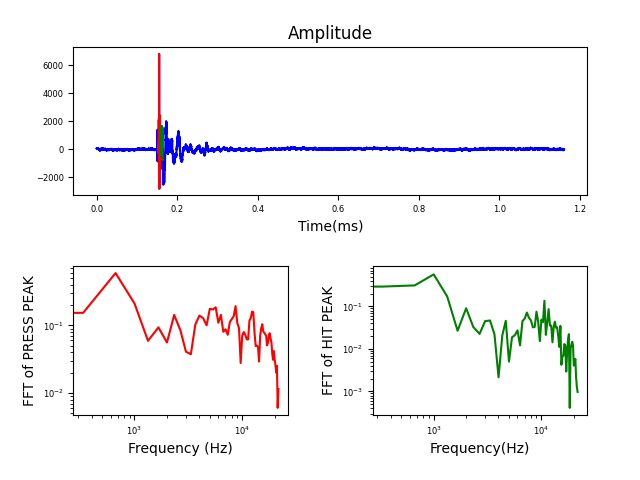 Amplitude
6000
4000
2000
0
−2000
0.0 0.2 0.4 0.6 0.8 1.0 1.2
Time(ms)
FFT of PRESS PEAK
10⁻¹
10⁻²
10³ 10⁴
Frequency (Hz)
FFT of HIT PEAK
10⁻¹
10⁻²
10⁻³
10³ 10⁴
Frequency(Hz)